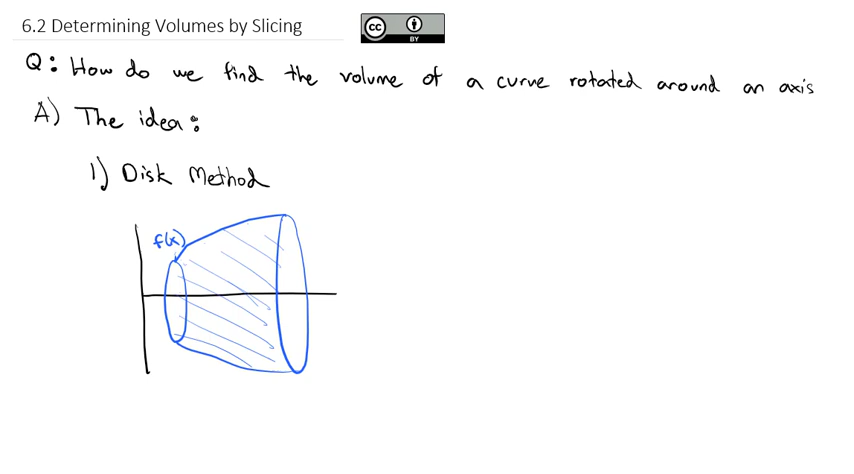 6.2 Determining Volumes by Slicing
cc BY
Q: How do we find the volume of a curve rotated around an axis
A) The idea:
1) Disk Method
f(x)